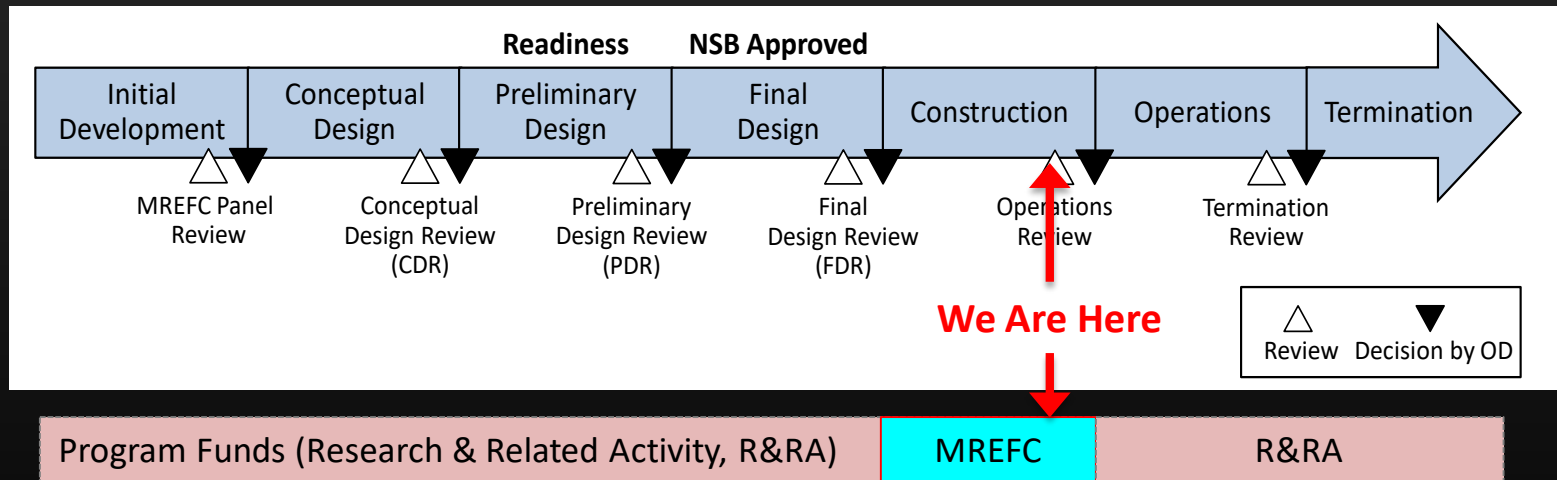 Readiness
NSB Approved
Initial
Development
Conceptual
Design
Preliminary
Design
Final
Design
Construction
Operations
Termination
MREFC Panel
Review
Conceptual
Design Review
(CDR)
Preliminary
Design Review
(PDR)
Final
Design Review
(FDR)
Operations
Review
Termination
Review
We Are Here
Review
Decision by OD
Program Funds (Research & Related Activity, R&RA)
MREFC
R&RA